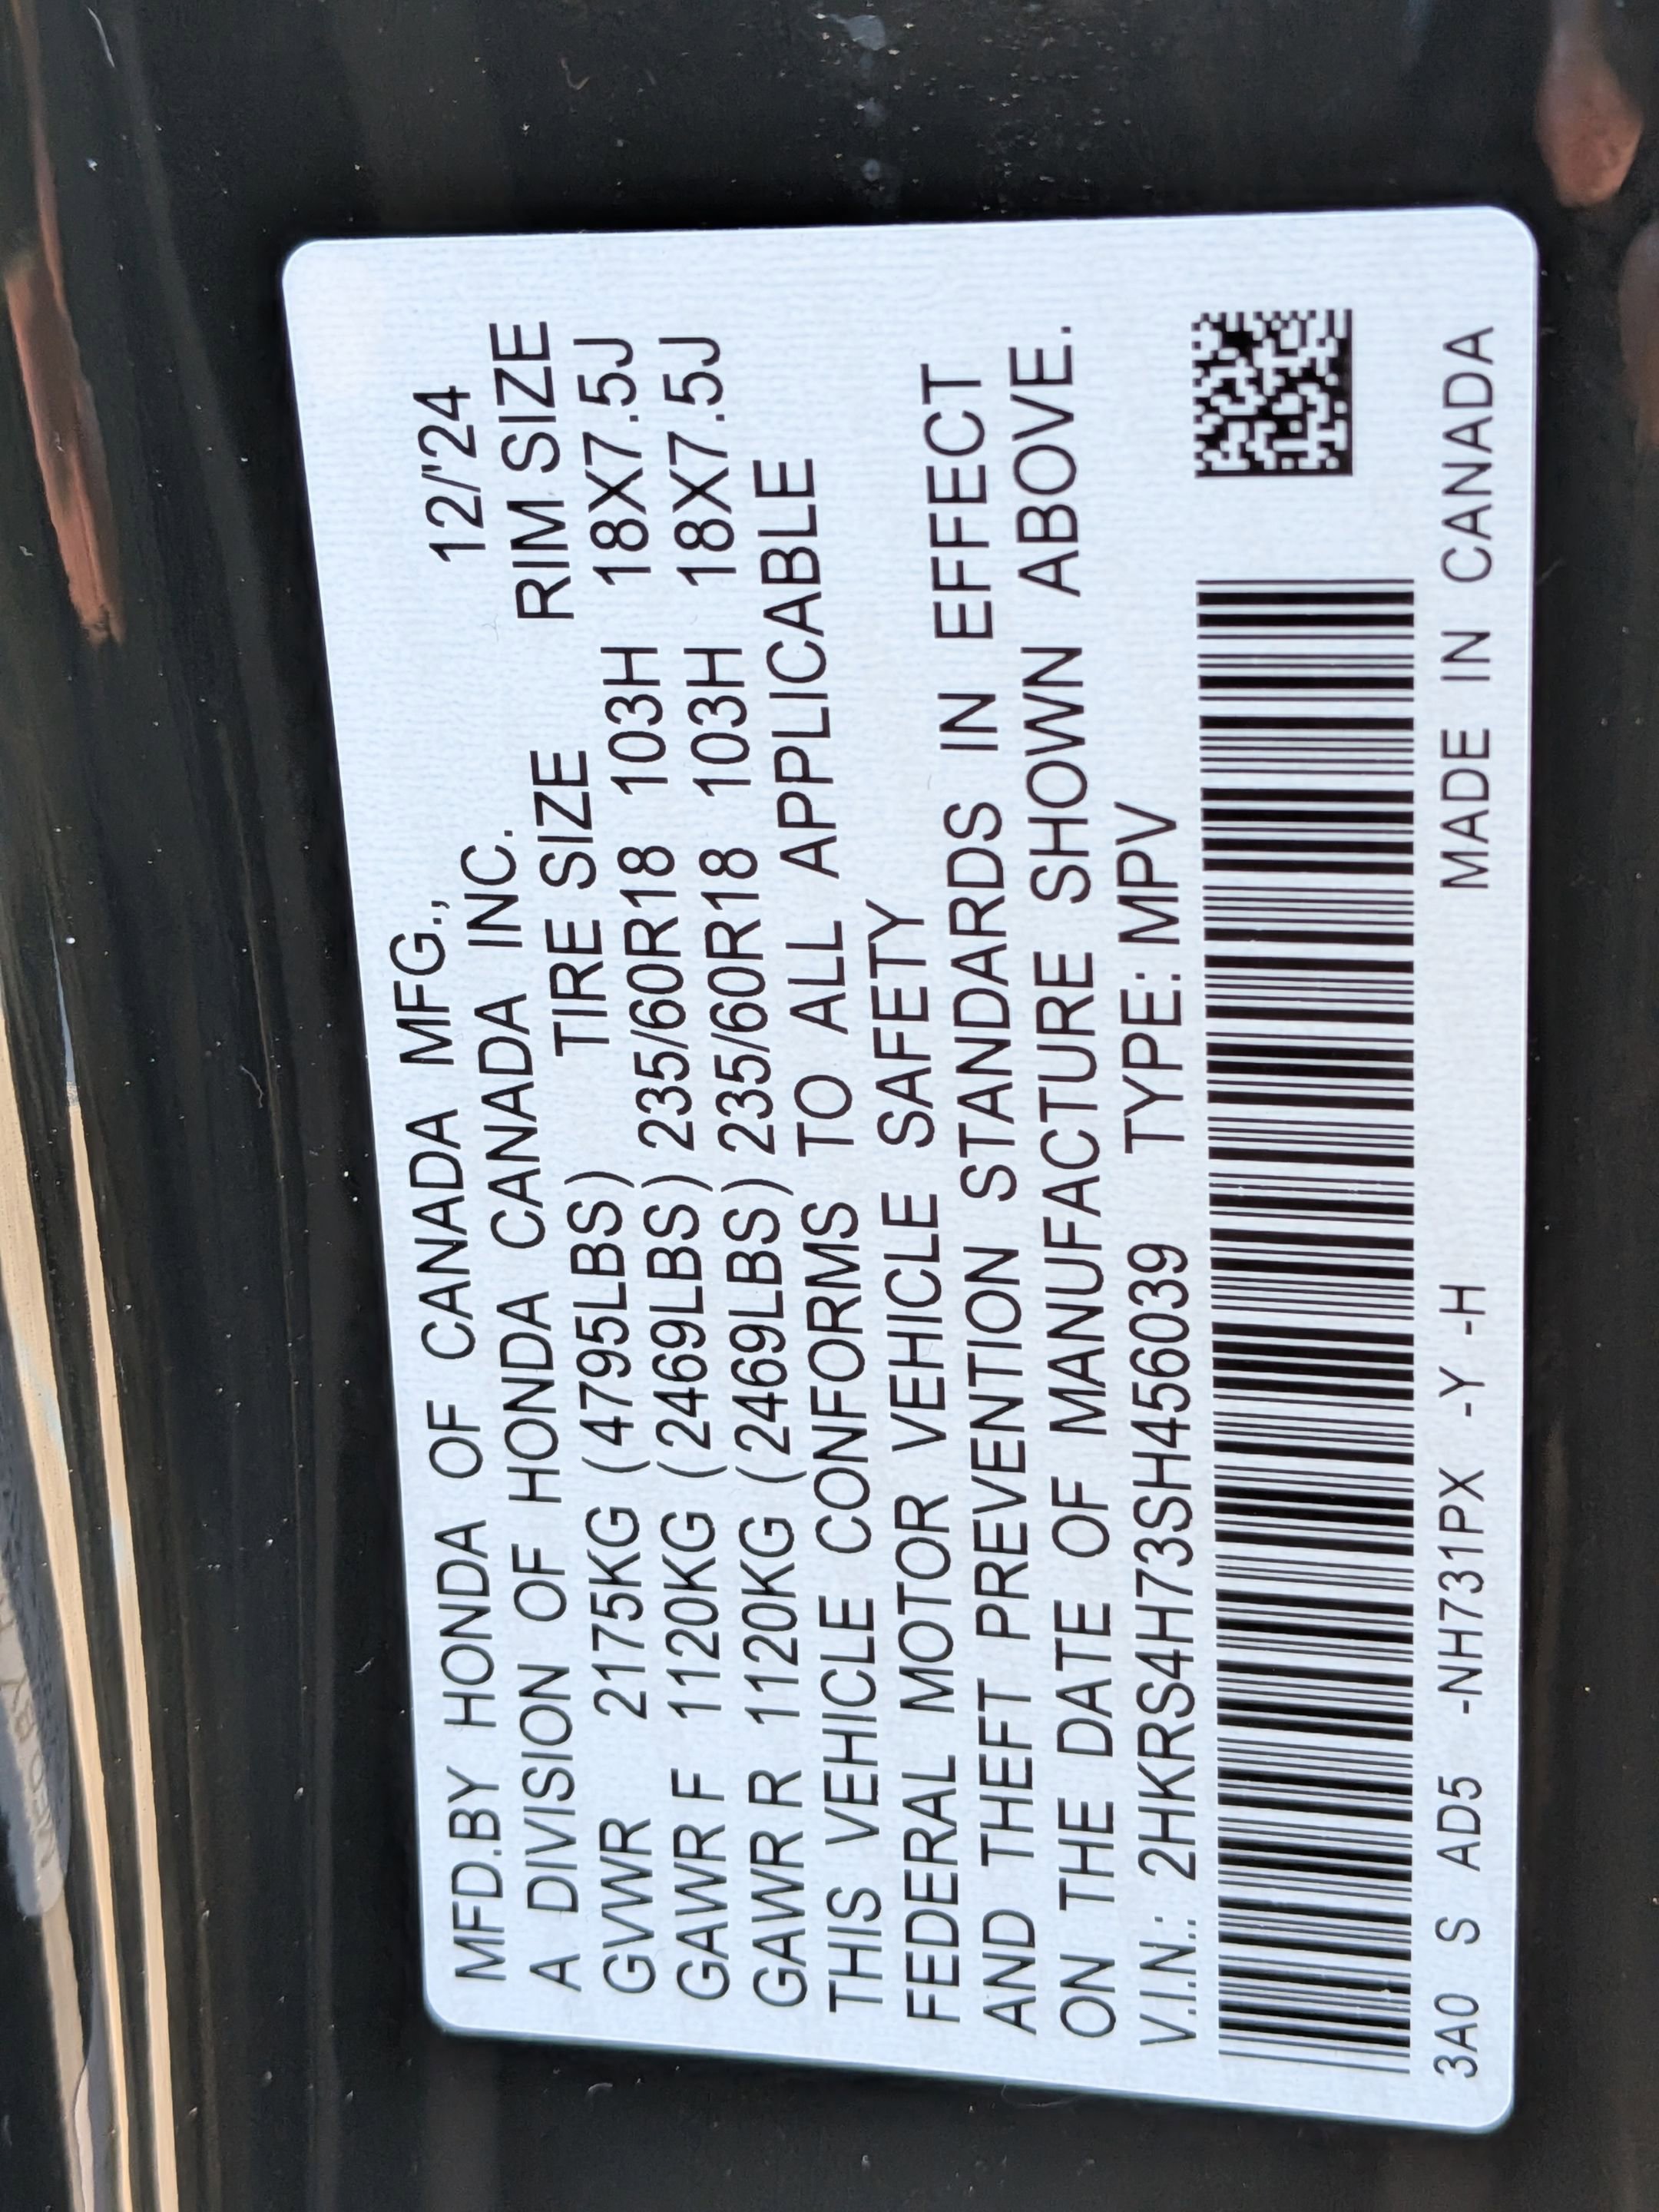 MFD.BY HONDA OF CANADA MFG., 12/'24
A DIVISION OF HONDA CANADA INC.
TIRE SIZE RIM SIZE
GVWR 2175KG (4795LBS)
GAWR F 1120KG (2469LBS) 235/60R18 103H 18X7.5J
GAWR R 1120KG (2469LBS) 235/60R18 103H 18X7.5J
THIS VEHICLE CONFORMS TO ALL APPLICABLE
FEDERAL MOTOR VEHICLE SAFETY
AND THEFT PREVENTION STANDARDS IN EFFECT
ON THE DATE OF MANUFACTURE SHOWN ABOVE.
V.I.N.: 2HKRS4H73SH456039 TYPE: MPV
3A0 S AD5 -NH731PX -Y -H MADE IN CANADA